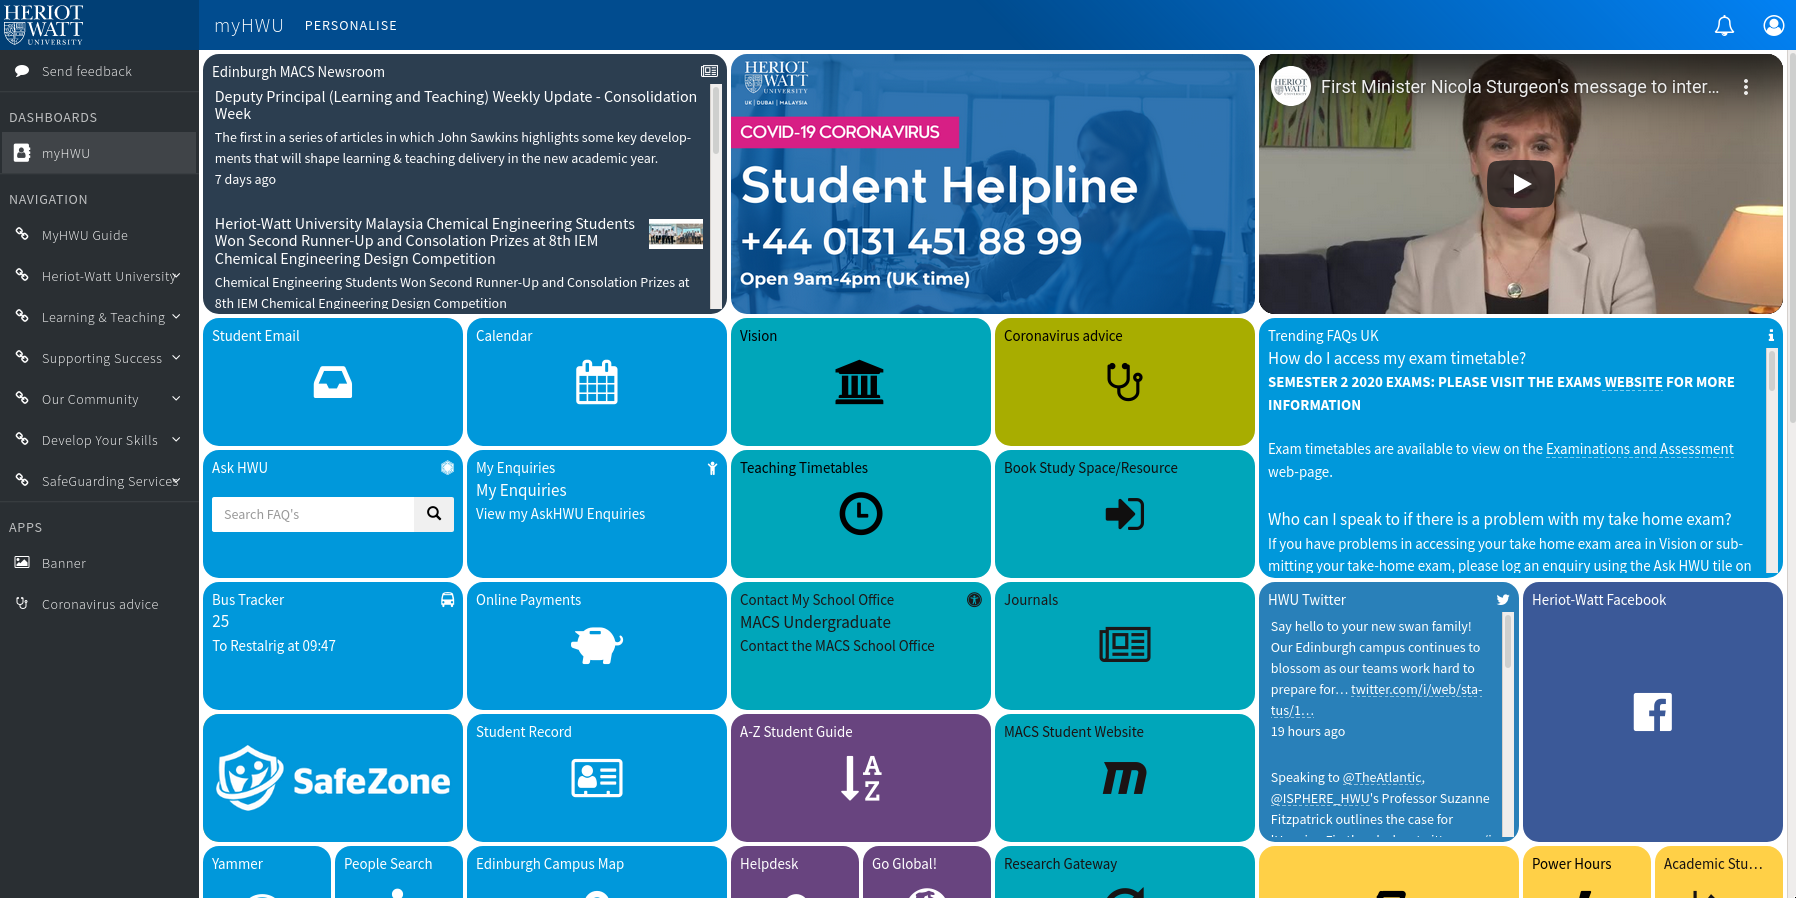 HERIOT
WATT
UNIVERSITY
myHWU
PERSONALISE
Send feedback
DASHBOARDS
myHWU
NAVIGATION
MyHWU Guide
Heriot-Watt University
Learning & Teaching
Supporting Success
Our Community
Develop Your Skills
SafeGuarding Services
APPS
Banner
Coronavirus advice
Edinburgh MACS Newsroom
Deputy Principal (Learning and Teaching) Weekly Update - Consolidation
Week
The first in a series of articles in which John Sawkins highlights some key develop-
ments that will shape learning & teaching delivery in the new academic year.
7 days ago
Heriot-Watt University Malaysia Chemical Engineering Students
Won Second Runner-Up and Consolation Prizes at 8th IEM
Chemical Engineering Design Competition
Chemical Engineering Students Won Second Runner-Up and Consolation Prizes at
8th IEM Chemical Engineering Design Competition
HERIOT
WATT
UNIVERSITY
UK | DUBAI | MALAYSIA
COVID-19 CORONAVIRUS
Student Helpline
+44 0131 451 88 99
Open 9am-4pm (UK time)
HERIOT
WATT
First Minister Nicola Sturgeon's message to inter...
Student Email
Calendar
Vision
Coronavirus advice
Trending FAQs UK
How do I access my exam timetable?
SEMESTER 2 2020 EXAMS: PLEASE VISIT THE EXAMS WEBSITE FOR MORE
INFORMATION
Exam timetables are available to view on the Examinations and Assessment
web-page.
Who can I speak to if there is a problem with my take home exam?
If you have problems in accessing your take home exam area in Vision or sub-
mitting your take-home exam, please log an enquiry using the Ask HWU tile on
Ask HWU
Search FAQ's
My Enquiries
My Enquiries
View my AskHWU Enquiries
Teaching Timetables
Book Study Space/Resource
Bus Tracker
25
To Restalrig at 09:47
Online Payments
Contact My School Office
MACS Undergraduate
Contact the MACS School Office
Journals
HWU Twitter
Say hello to your new swan family!
Our Edinburgh campus continues to
blossom as our teams work hard to
prepare for… twitter.com/i/web/sta-
tus/1…
19 hours ago
Speaking to @TheAtlantic,
@ISPHERE_HWU's Professor Suzanne
Fitzpatrick outlines the case for
Heriot-Watt Facebook
SafeZone
Student Record
A-Z Student Guide
A
Z
MACS Student Website
m
Yammer
People Search
Edinburgh Campus Map
Helpdesk
Go Global!
Research Gateway
Power Hours
Academic Stu…